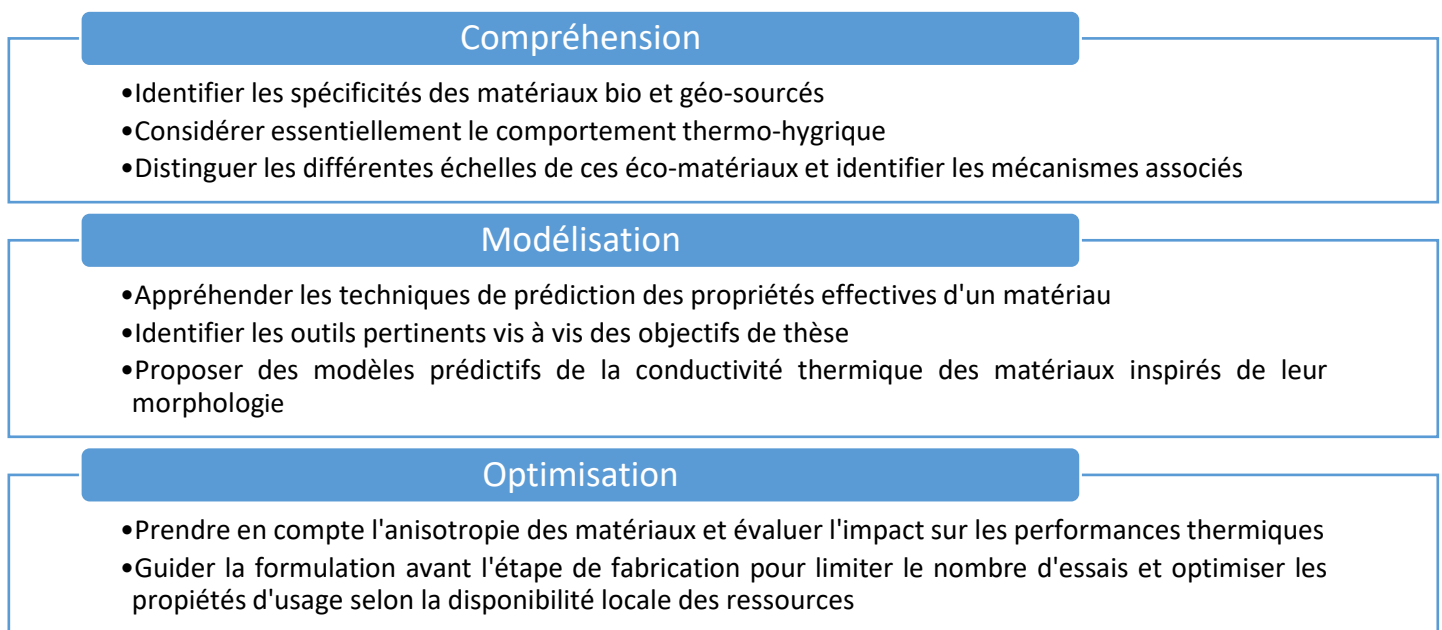 Compréhension
•Identifier les spécificités des matériaux bio et géo-sourcés
•Considérer essentiellement le comportement thermo-hygrique
•Distinguer les différentes échelles de ces éco-matériaux et identifier les mécanismes associés
Modélisation
•Appréhender les techniques de prédiction des propriétés effectives d'un matériau
•Identifier les outils pertinents vis à vis des objectifs de thèse
•Proposer des modèles prédictifs de la conductivité thermique des matériaux inspirés de leur
morphologie
Optimisation
•Prendre en compte l'anisotropie des matériaux et évaluer l'impact sur les performances thermiques
•Guider la formulation avant l'étape de fabrication pour limiter le nombre d'essais et optimiser les
propiétés d'usage selon la disponibilité locale des ressources